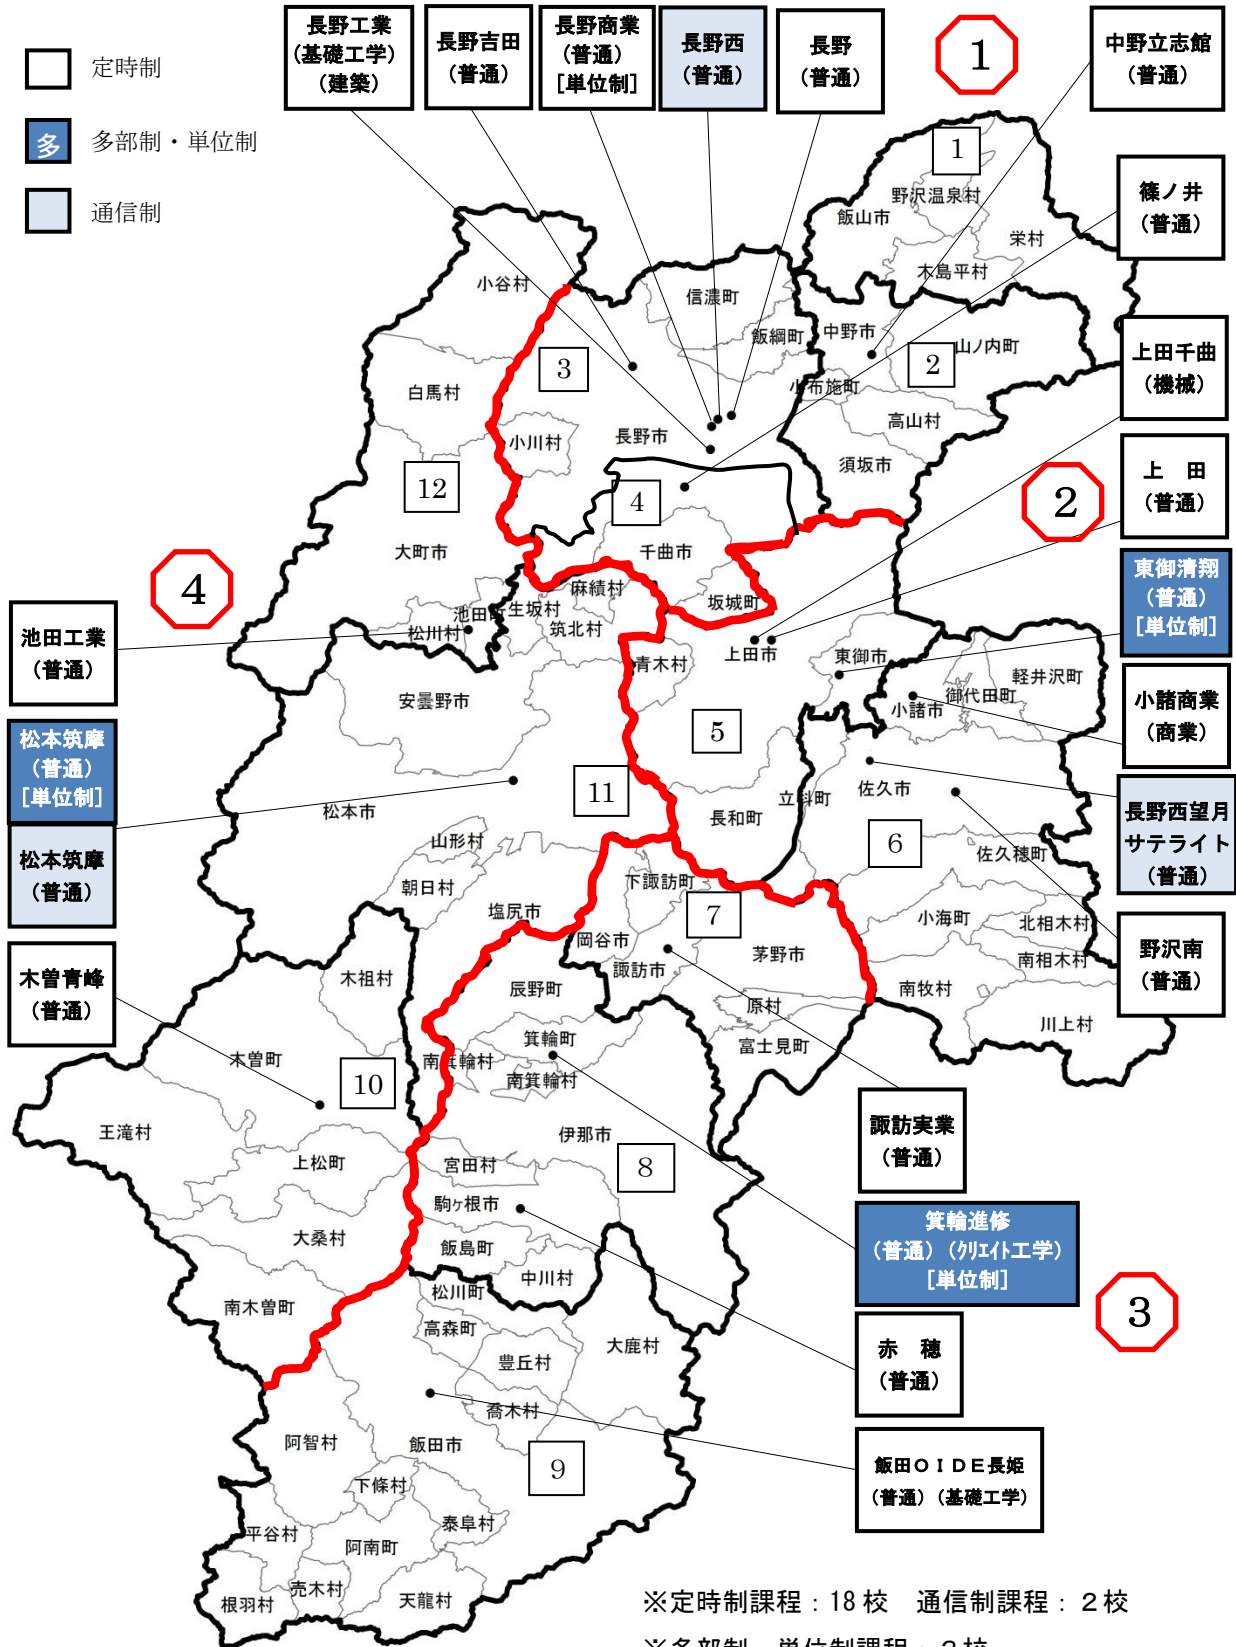 定時制
多
多部制・単位制
通信制
長野工業
(基礎工学)
(建築)
長野吉田
(普通)
長野商業
(普通)
[単位制]
長野西
(普通)
長野
(普通)
1
中野立志館
(普通)
篠ノ井
(普通)
上田千曲
(機械)
2
上　田
(普通)
東御清翔
(普通)
[単位制]
小諸商業
(商業)
長野西望月
サテライト
(普通)
野沢南
(普通)
諏訪実業
(普通)
箕輪進修
(普通)(ｸﾘｴｲﾄ工学)
[単位制]
3
赤　穂
(普通)
飯田ＯＩＤＥ長姫
(普通)(基礎工学)
4
池田工業
(普通)
松本筑摩
(普通)
[単位制]
松本筑摩
(普通)
木曽青峰
(普通)
1
野沢温泉村
飯山市
栄村
木島平村
小谷村
信濃町
飯綱町
中野市
2
山ノ内町
3
白馬村
小布施町
高山村
小川村
長野市
須坂市
12
4
大町市
千曲市
麻績村
坂城町
池田町
生坂村
松川村
筑北村
青木村
上田市
東御市
軽井沢町
御代田町
小諸市
安曇野市
5
11
立科町
佐久市
松本市
長和町
山形村
6
佐久穂町
朝日村
下諏訪町
塩尻市
7
小海町
北相木村
岡谷市
茅野市
南相木村
諏訪市
木祖村
辰野町
原村
南牧村
川上村
箕輪町
富士見町
木曽町
南箕輪村
南箕輪村
10
王滝村
伊那市
上松町
宮田村
8
駒ヶ根市
大桑村
飯島町
中川村
松川町
南木曽町
高森町
大鹿村
豊丘村
喬木村
阿智村
飯田市
9
下條村
泰阜村
平谷村
阿南町
売木村
天龍村
根羽村
※定時制課程：18校　通信制課程：２校